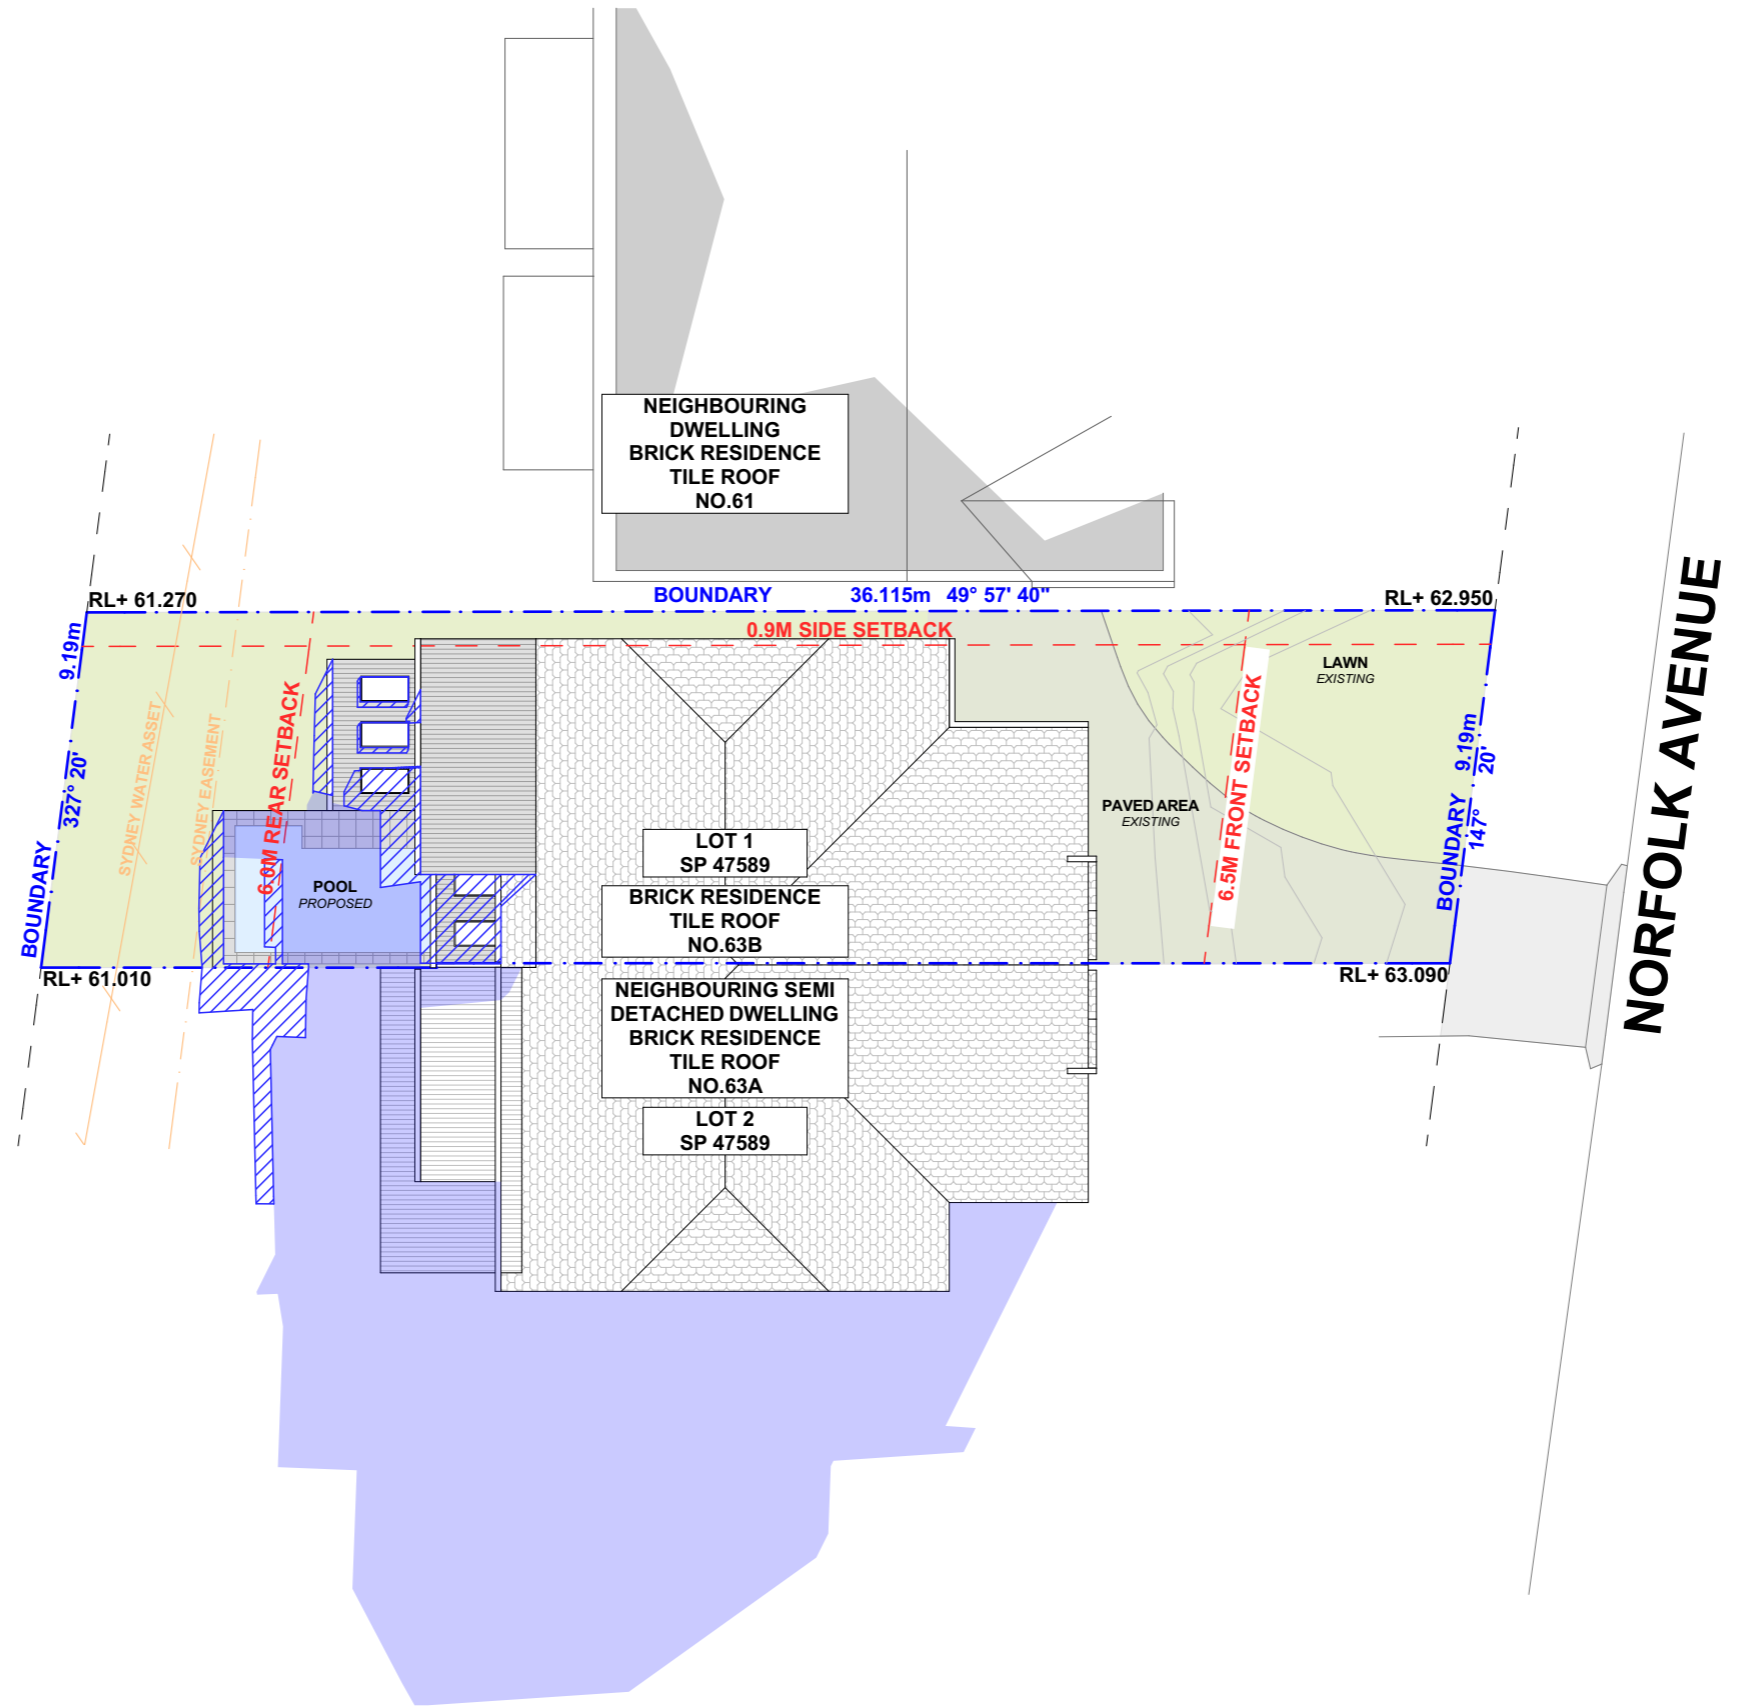 NEIGHBOURING
DWELLING
BRICK RESIDENCE
TILE ROOF
NO.61
BOUNDARY 36.115m 49° 57' 40"
RL+ 61.270
RL+ 62.950
0.9M SIDE SETBACK
BOUNDARY 327° 20' 9.19m
SYDNEY WATER ASSET
SYDNEY EASEMENT
6.0M REAR SETBACK
POOL
PROPOSED
LOT 1
SP 47589
BRICK RESIDENCE
TILE ROOF
NO.63B
PAVED AREA
EXISTING
6.5M FRONT SETBACK
LAWN
EXISTING
BOUNDARY 9.19m
147° 20'
NORFOLK AVENUE
RL+ 61.010
RL+ 63.090
NEIGHBOURING SEMI
DETACHED DWELLING
BRICK RESIDENCE
TILE ROOF
NO.63A
LOT 2
SP 47589